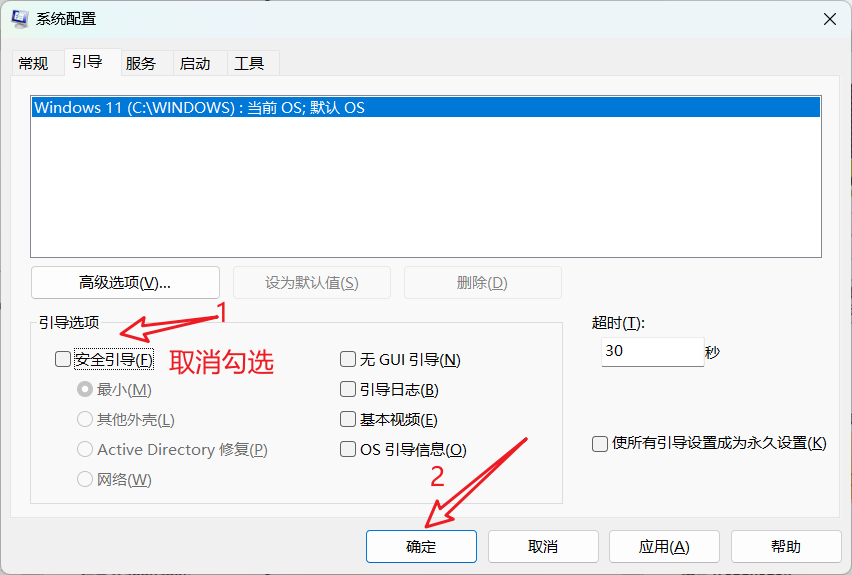 系统配置
常规 引导 服务 启动 工具
Windows 11 (C:\WINDOWS) : 当前 OS; 默认 OS
高级选项(V)... 设为默认值(S) 删除(D)
1
引导选项 超时(T):
安全引导(F) 取消勾选 无 GUI 引导(N) 30 秒
最小(M) 引导日志(B)
其他外壳(L) 基本视频(E)
Active Directory 修复(P) OS 引导信息(O) 使所有引导设置成为永久设置(K)
网络(W) 2
确定 取消 应用(A) 帮助